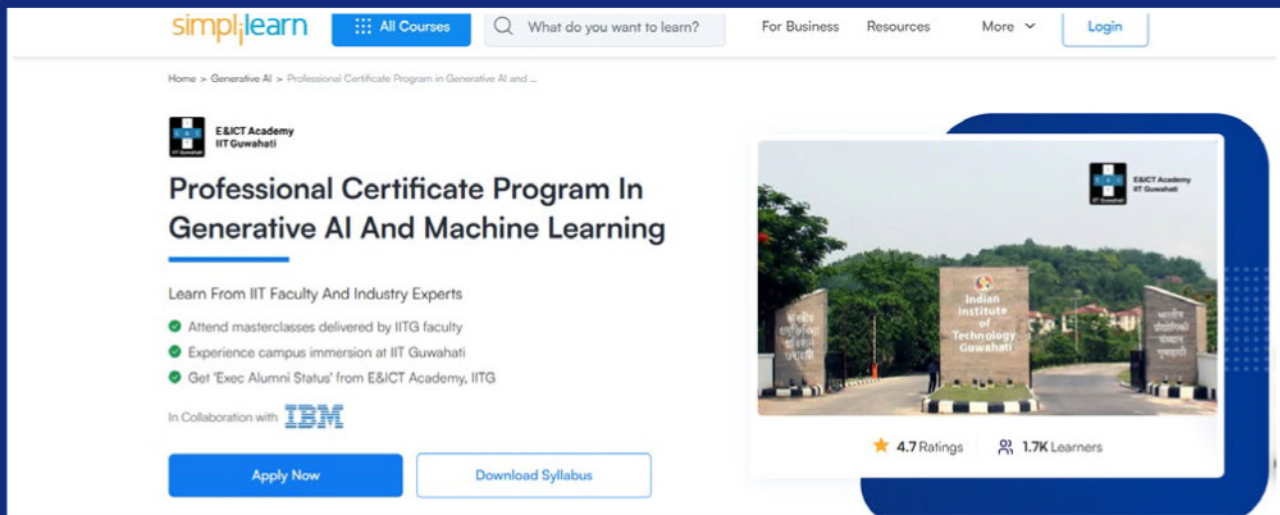 simplilearn
All Courses
What do you want to learn?
For Business
Resources
More
Login
Home > Generative AI > Professional Certificate Program in Generative AI and ...
E&ICT Academy
IIT Guwahati
Professional Certificate Program In
Generative AI And Machine Learning
Learn From IIT Faculty And Industry Experts
Attend masterclasses delivered by IITG faculty
Experience campus immersion at IIT Guwahati
Get 'Exec Alumni Status' from E&ICT Academy, IITG
In Collaboration with IBM
Apply Now
Download Syllabus
E&ICT Academy
IIT Guwahati
Indian
Institute
of
Technology
Guwahati
भारतीय
प्रौद्योगिकी
संस्थान
गुवाहाटी
4.7 Ratings
1.7K Learners